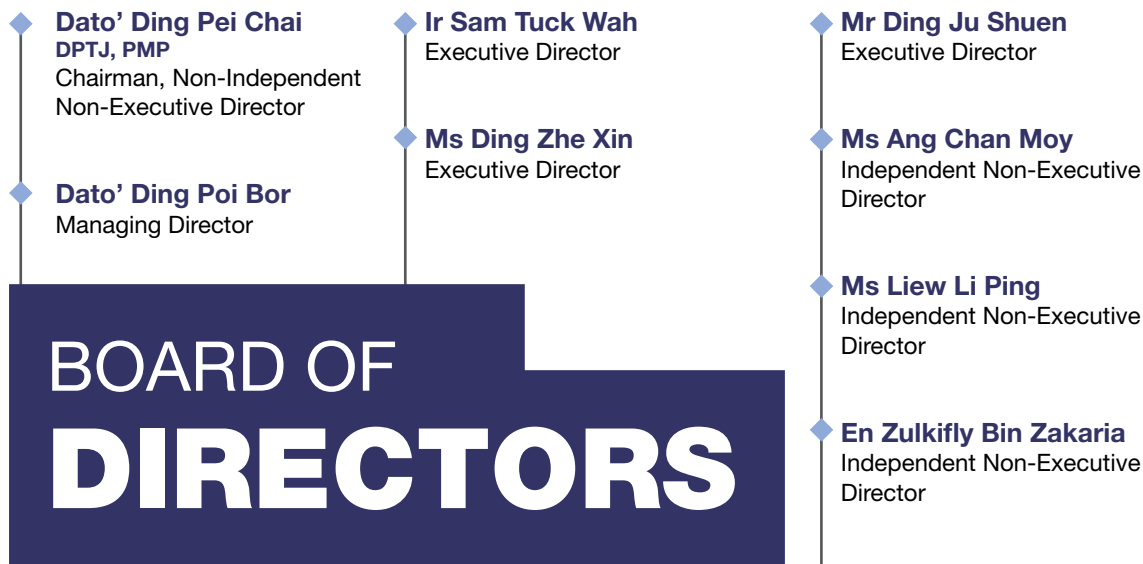 Dato’ Ding Pei Chai
DPTJ, PMP
Chairman, Non-Independent
Non-Executive Director
Dato’ Ding Poi Bor
Managing Director
Ir Sam Tuck Wah
Executive Director
Ms Ding Zhe Xin
Executive Director
Mr Ding Ju Shuen
Executive Director
Ms Ang Chan Moy
Independent Non-Executive
Director
Ms Liew Li Ping
Independent Non-Executive
Director
En Zulkifly Bin Zakaria
Independent Non-Executive
Director
BOARD OF
DIRECTORS